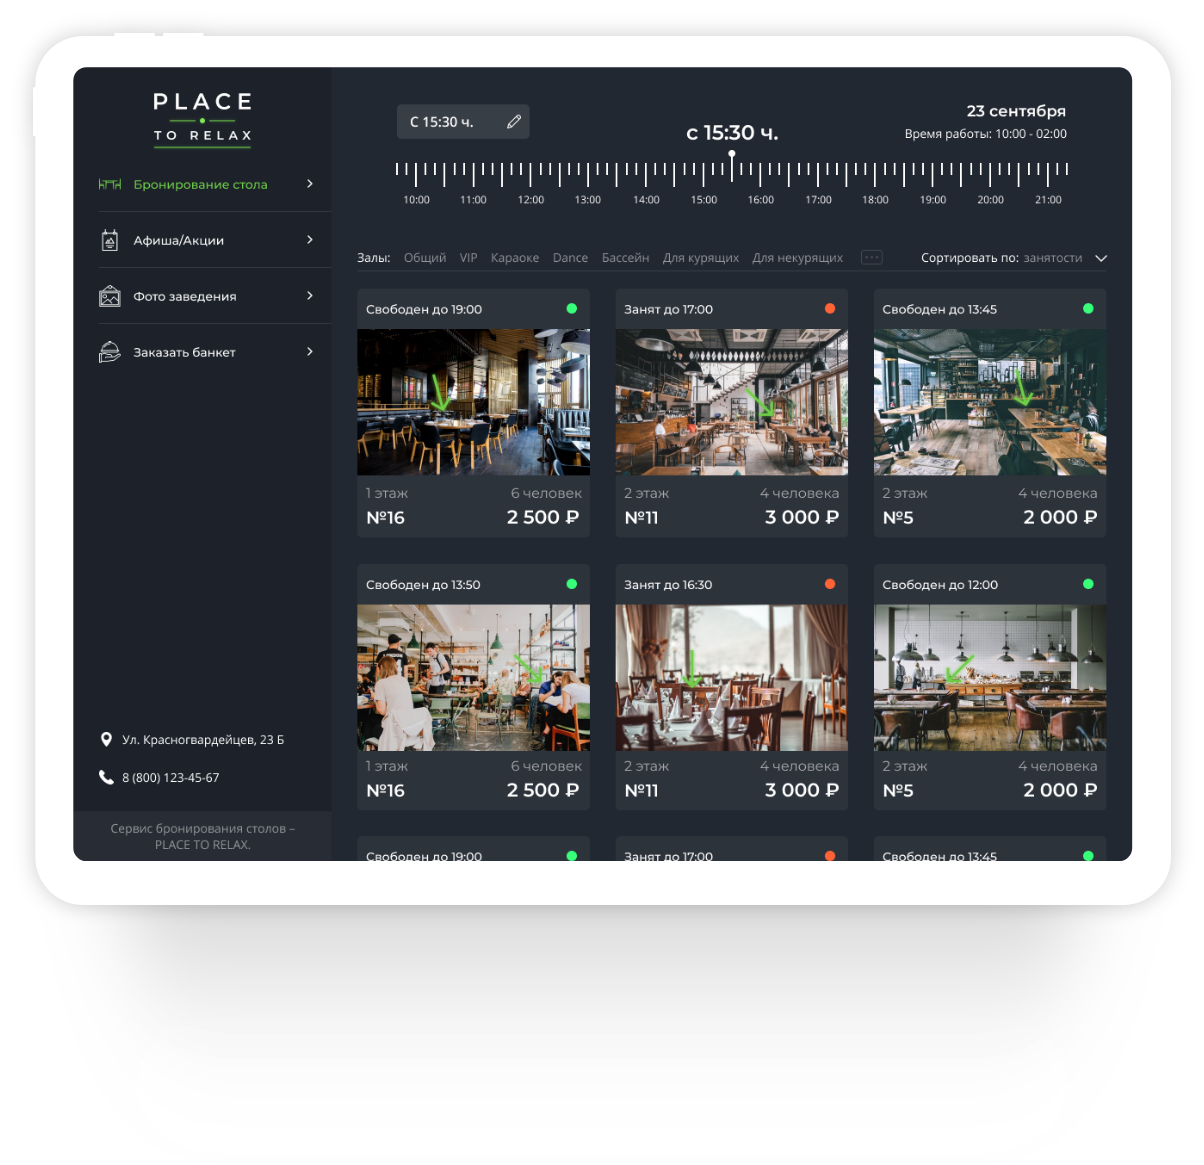 PLACE
TO RELAX
Бронирование стола
Афиша/Акции
Фото заведения
Заказать банкет
Ул. Красногвардейцев, 23 Б
8 (800) 123-45-67
Сервис бронирования столов –
PLACE TO RELAX.
С 15:30 ч.
с 15:30 ч.
23 сентября
Время работы: 10:00 - 02:00
10:00 11:00 12:00 13:00 14:00 15:00 16:00 17:00 18:00 19:00 20:00 21:00
Залы: Общий VIP Караоке Dance Бассейн Для курящих Для некурящих
Сортировать по: занятости
Свободен до 19:00
1 этаж 6 человек
№16 2 500 ₽
Занят до 17:00
2 этаж 4 человека
№11 3 000 ₽
Свободен до 13:45
2 этаж 4 человека
№5 2 000 ₽
Свободен до 13:50
1 этаж 6 человек
№16 2 500 ₽
Занят до 16:30
2 этаж 4 человека
№11 3 000 ₽
Свободен до 12:00
2 этаж 4 человека
№5 2 000 ₽
Свободен до 19:00
Занят до 17:00
Свободен до 13:45